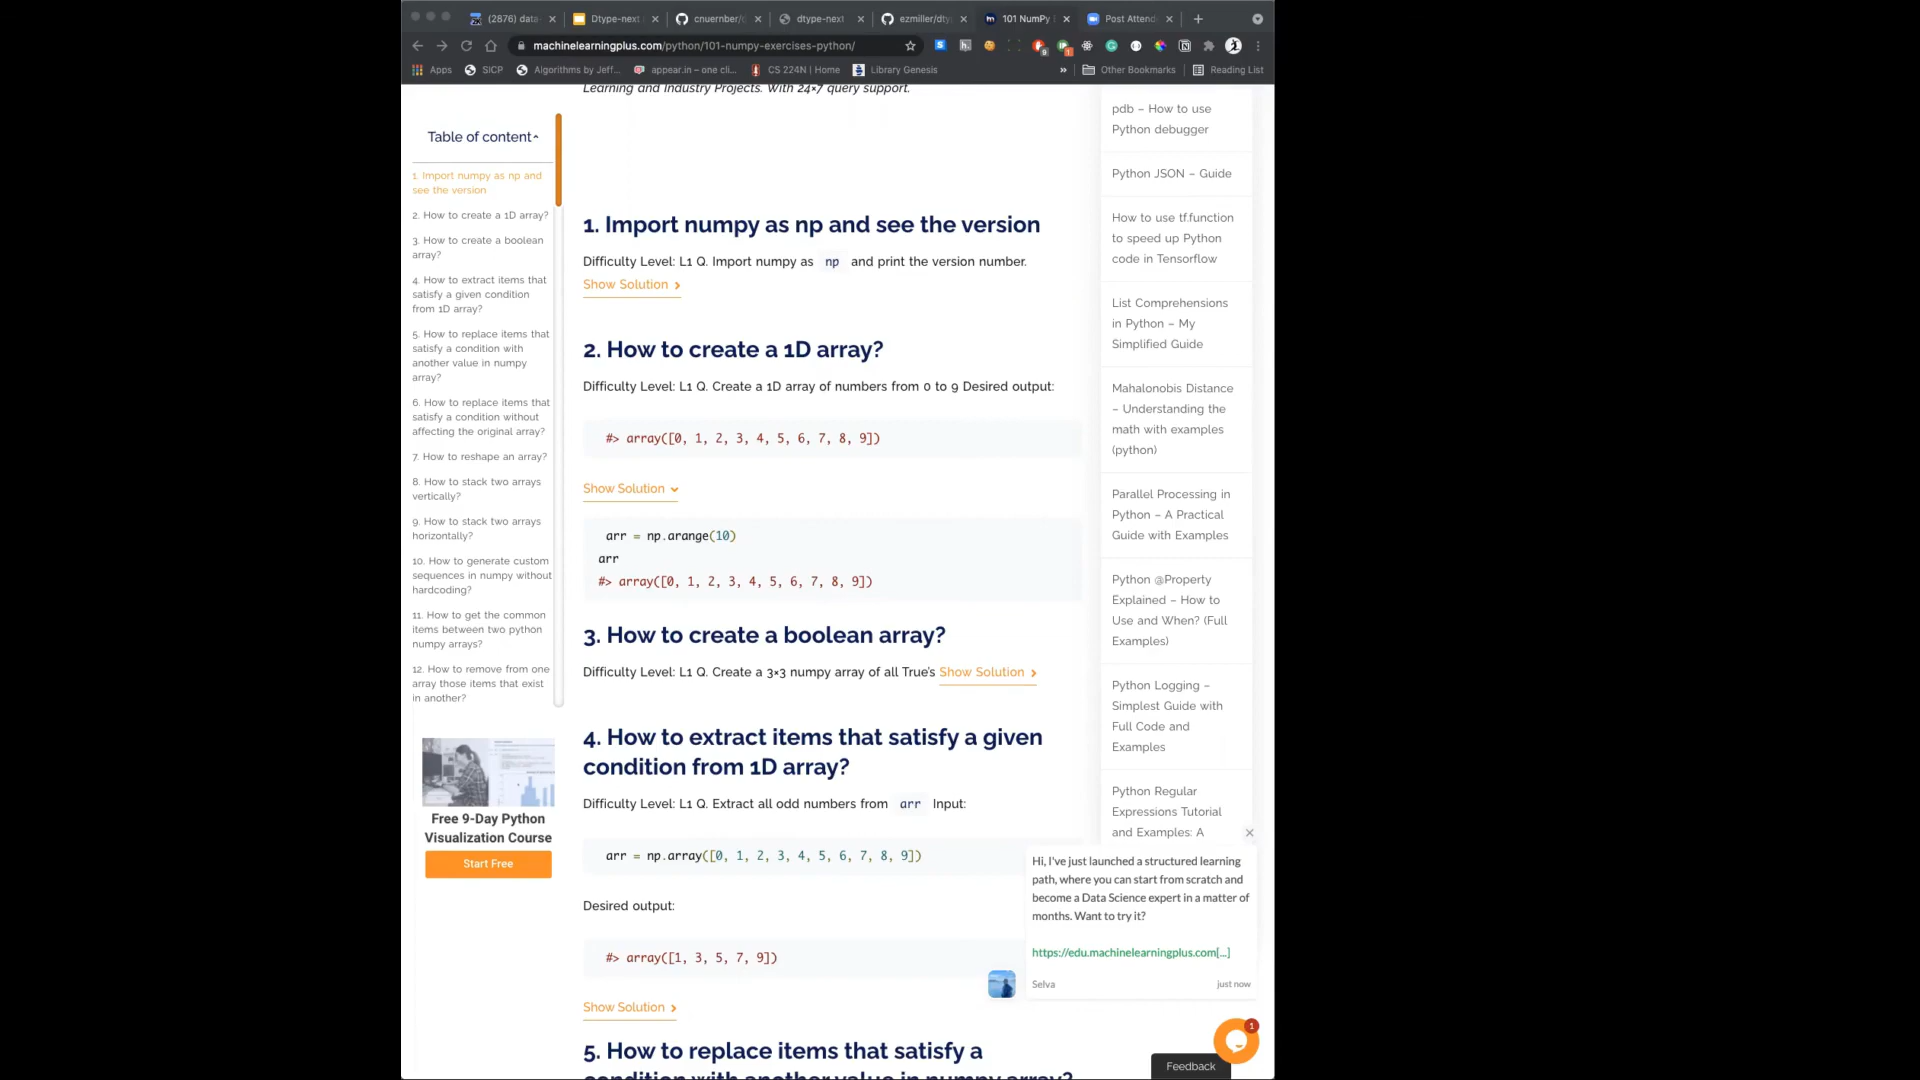 (2876) data-
Dtype-next
cnuernber/
dtype-next
ezmiller/dty
101 NumPy
Post Attend
machinelearningplus.com/python/101-numpy-exercises-python/
Apps
SICP
Algorithms by Jeff...
appear.in – one cli...
CS 224N | Home
Library Genesis
»
Other Bookmarks
Reading List
Learning and Industry Projects. With 24×7 query support.
Table of content
1. Import numpy as np and
see the version
2. How to create a 1D array?
3. How to create a boolean
array?
4. How to extract items that
satisfy a given condition
from 1D array?
5. How to replace items that
satisfy a condition with
another value in numpy
array?
6. How to replace items that
satisfy a condition without
affecting the original array?
7. How to reshape an array?
8. How to stack two arrays
vertically?
9. How to stack two arrays
horizontally?
10. How to generate custom
sequences in numpy without
hardcoding?
11. How to get the common
items between two python
numpy arrays?
12. How to remove from one
array those items that exist
in another?
Free 9-Day Python
Visualization Course
Start Free
1. Import numpy as np and see the version
Difficulty Level: L1 Q. Import numpy as np and print the version number.
Show Solution
2. How to create a 1D array?
Difficulty Level: L1 Q. Create a 1D array of numbers from 0 to 9 Desired output:
#> array([0, 1, 2, 3, 4, 5, 6, 7, 8, 9])
Show Solution
arr = np.arange(10)
arr
#> array([0, 1, 2, 3, 4, 5, 6, 7, 8, 9])
3. How to create a boolean array?
Difficulty Level: L1 Q. Create a 3×3 numpy array of all True's Show Solution
4. How to extract items that satisfy a given
condition from 1D array?
Difficulty Level: L1 Q. Extract all odd numbers from arr Input:
arr = np.array([0, 1, 2, 3, 4, 5, 6, 7, 8, 9])
Desired output:
#> array([1, 3, 5, 7, 9])
Show Solution
5. How to replace items that satisfy a
condition with another value in numpy array?
pdb – How to use
Python debugger
Python JSON – Guide
How to use tf.function
to speed up Python
code in Tensorflow
List Comprehensions
in Python – My
Simplified Guide
Mahalonobis Distance
– Understanding the
math with examples
(python)
Parallel Processing in
Python – A Practical
Guide with Examples
Python @Property
Explained – How to
Use and When? (Full
Examples)
Python Logging –
Simplest Guide with
Full Code and
Examples
Python Regular
Expressions Tutorial
and Examples: A
Hi, I've just launched a structured learning
path, where you can start from scratch and
become a Data Science expert in a matter of
months. Want to try it?
https://edu.machinelearningplus.com[...]
Selva
just now
1
Feedback